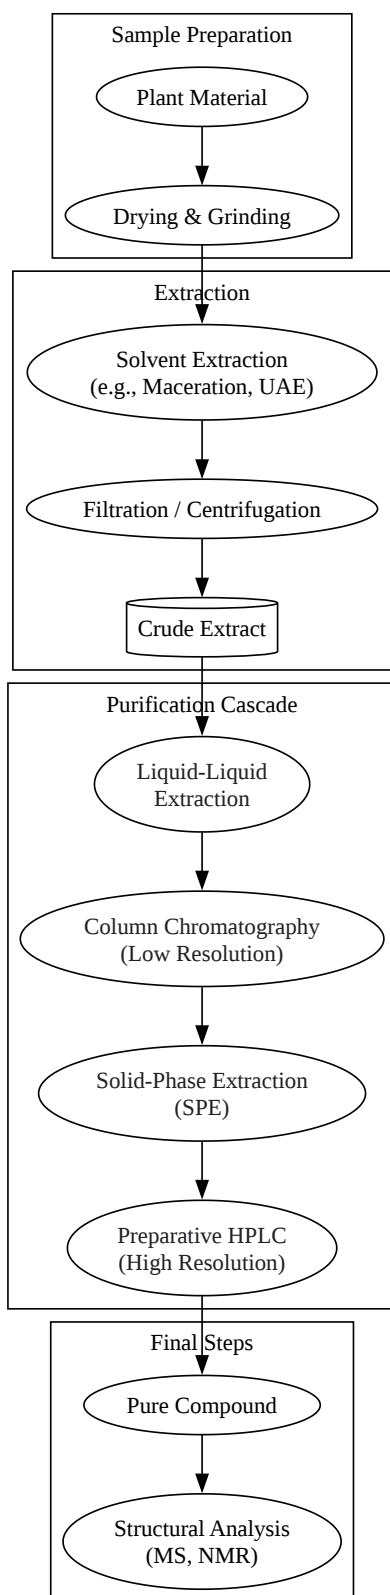 Sample Preparation
Plant Material
Drying & Grinding
Extraction
Solvent Extraction
(e.g., Maceration, UAE)
Filtration / Centrifugation
Crude Extract
Purification Cascade
Liquid-Liquid
Extraction
Column Chromatography
(Low Resolution)
Solid-Phase Extraction
(SPE)
Preparative HPLC
(High Resolution)
Final Steps
Pure Compound
Structural Analysis
(MS, NMR)